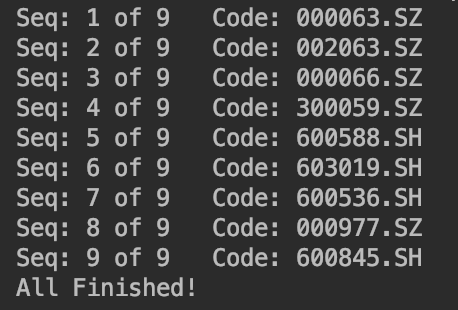 Seq: 1 of 9   Code: 000063.SZ
Seq: 2 of 9   Code: 002063.SZ
Seq: 3 of 9   Code: 000066.SZ
Seq: 4 of 9   Code: 300059.SZ
Seq: 5 of 9   Code: 600588.SH
Seq: 6 of 9   Code: 603019.SH
Seq: 7 of 9   Code: 600536.SH
Seq: 8 of 9   Code: 000977.SZ
Seq: 9 of 9   Code: 600845.SH
All Finished!